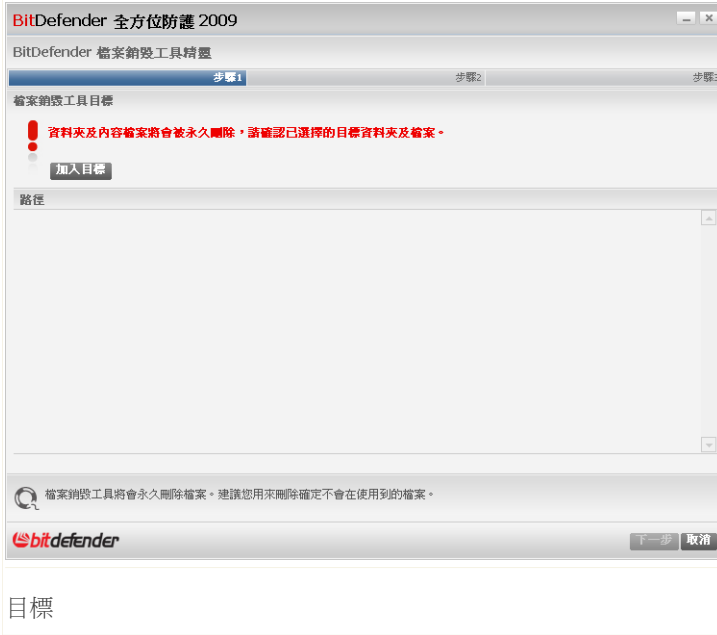 BitDefender 全方位防護 2009
BitDefender 檔案銷毀工具精靈
步驟1 步驟2 步驟3
檔案銷毀工具目標
資料夾及內容檔案將會被永久刪除，請確認已選擇的目標資料夾及檔案。
加入目標
路徑
檔案銷毀工具將會永久刪除檔案。建議您用來刪除確定不會在使用到的檔案。
bitdefender
下一步 取消
目標